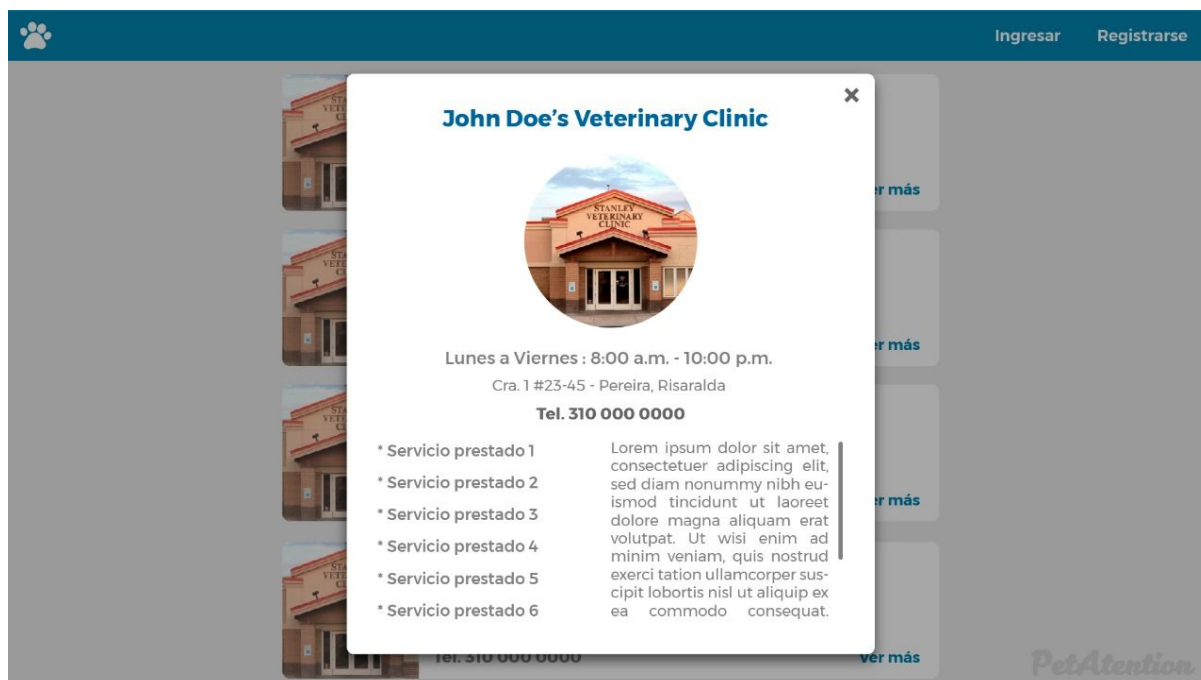 Ingresar Registrarse
John Doe's Veterinary Clinic
STANLEY
VETERINARY
CLINIC
Lunes a Viernes : 8:00 a.m. - 10:00 p.m.
Cra. 1 #23-45 - Pereira, Risaralda
Tel. 310 000 0000
* Servicio prestado 1
* Servicio prestado 2
* Servicio prestado 3
* Servicio prestado 4
* Servicio prestado 5
* Servicio prestado 6
Lorem ipsum dolor sit amet,
consectetuer adipiscing elit,
sed diam nonummy nibh eu-
ismod tincidunt ut laoreet
dolore magna aliquam erat
volutpat. Ut wisi enim ad
minim veniam, quis nostrud
exerci tation ullamcorper sus-
cipit lobortis nisl ut aliquip ex
ea commodo consequat.
más
más
más
Tel. 310 000 0000 Ver más
PetAtention